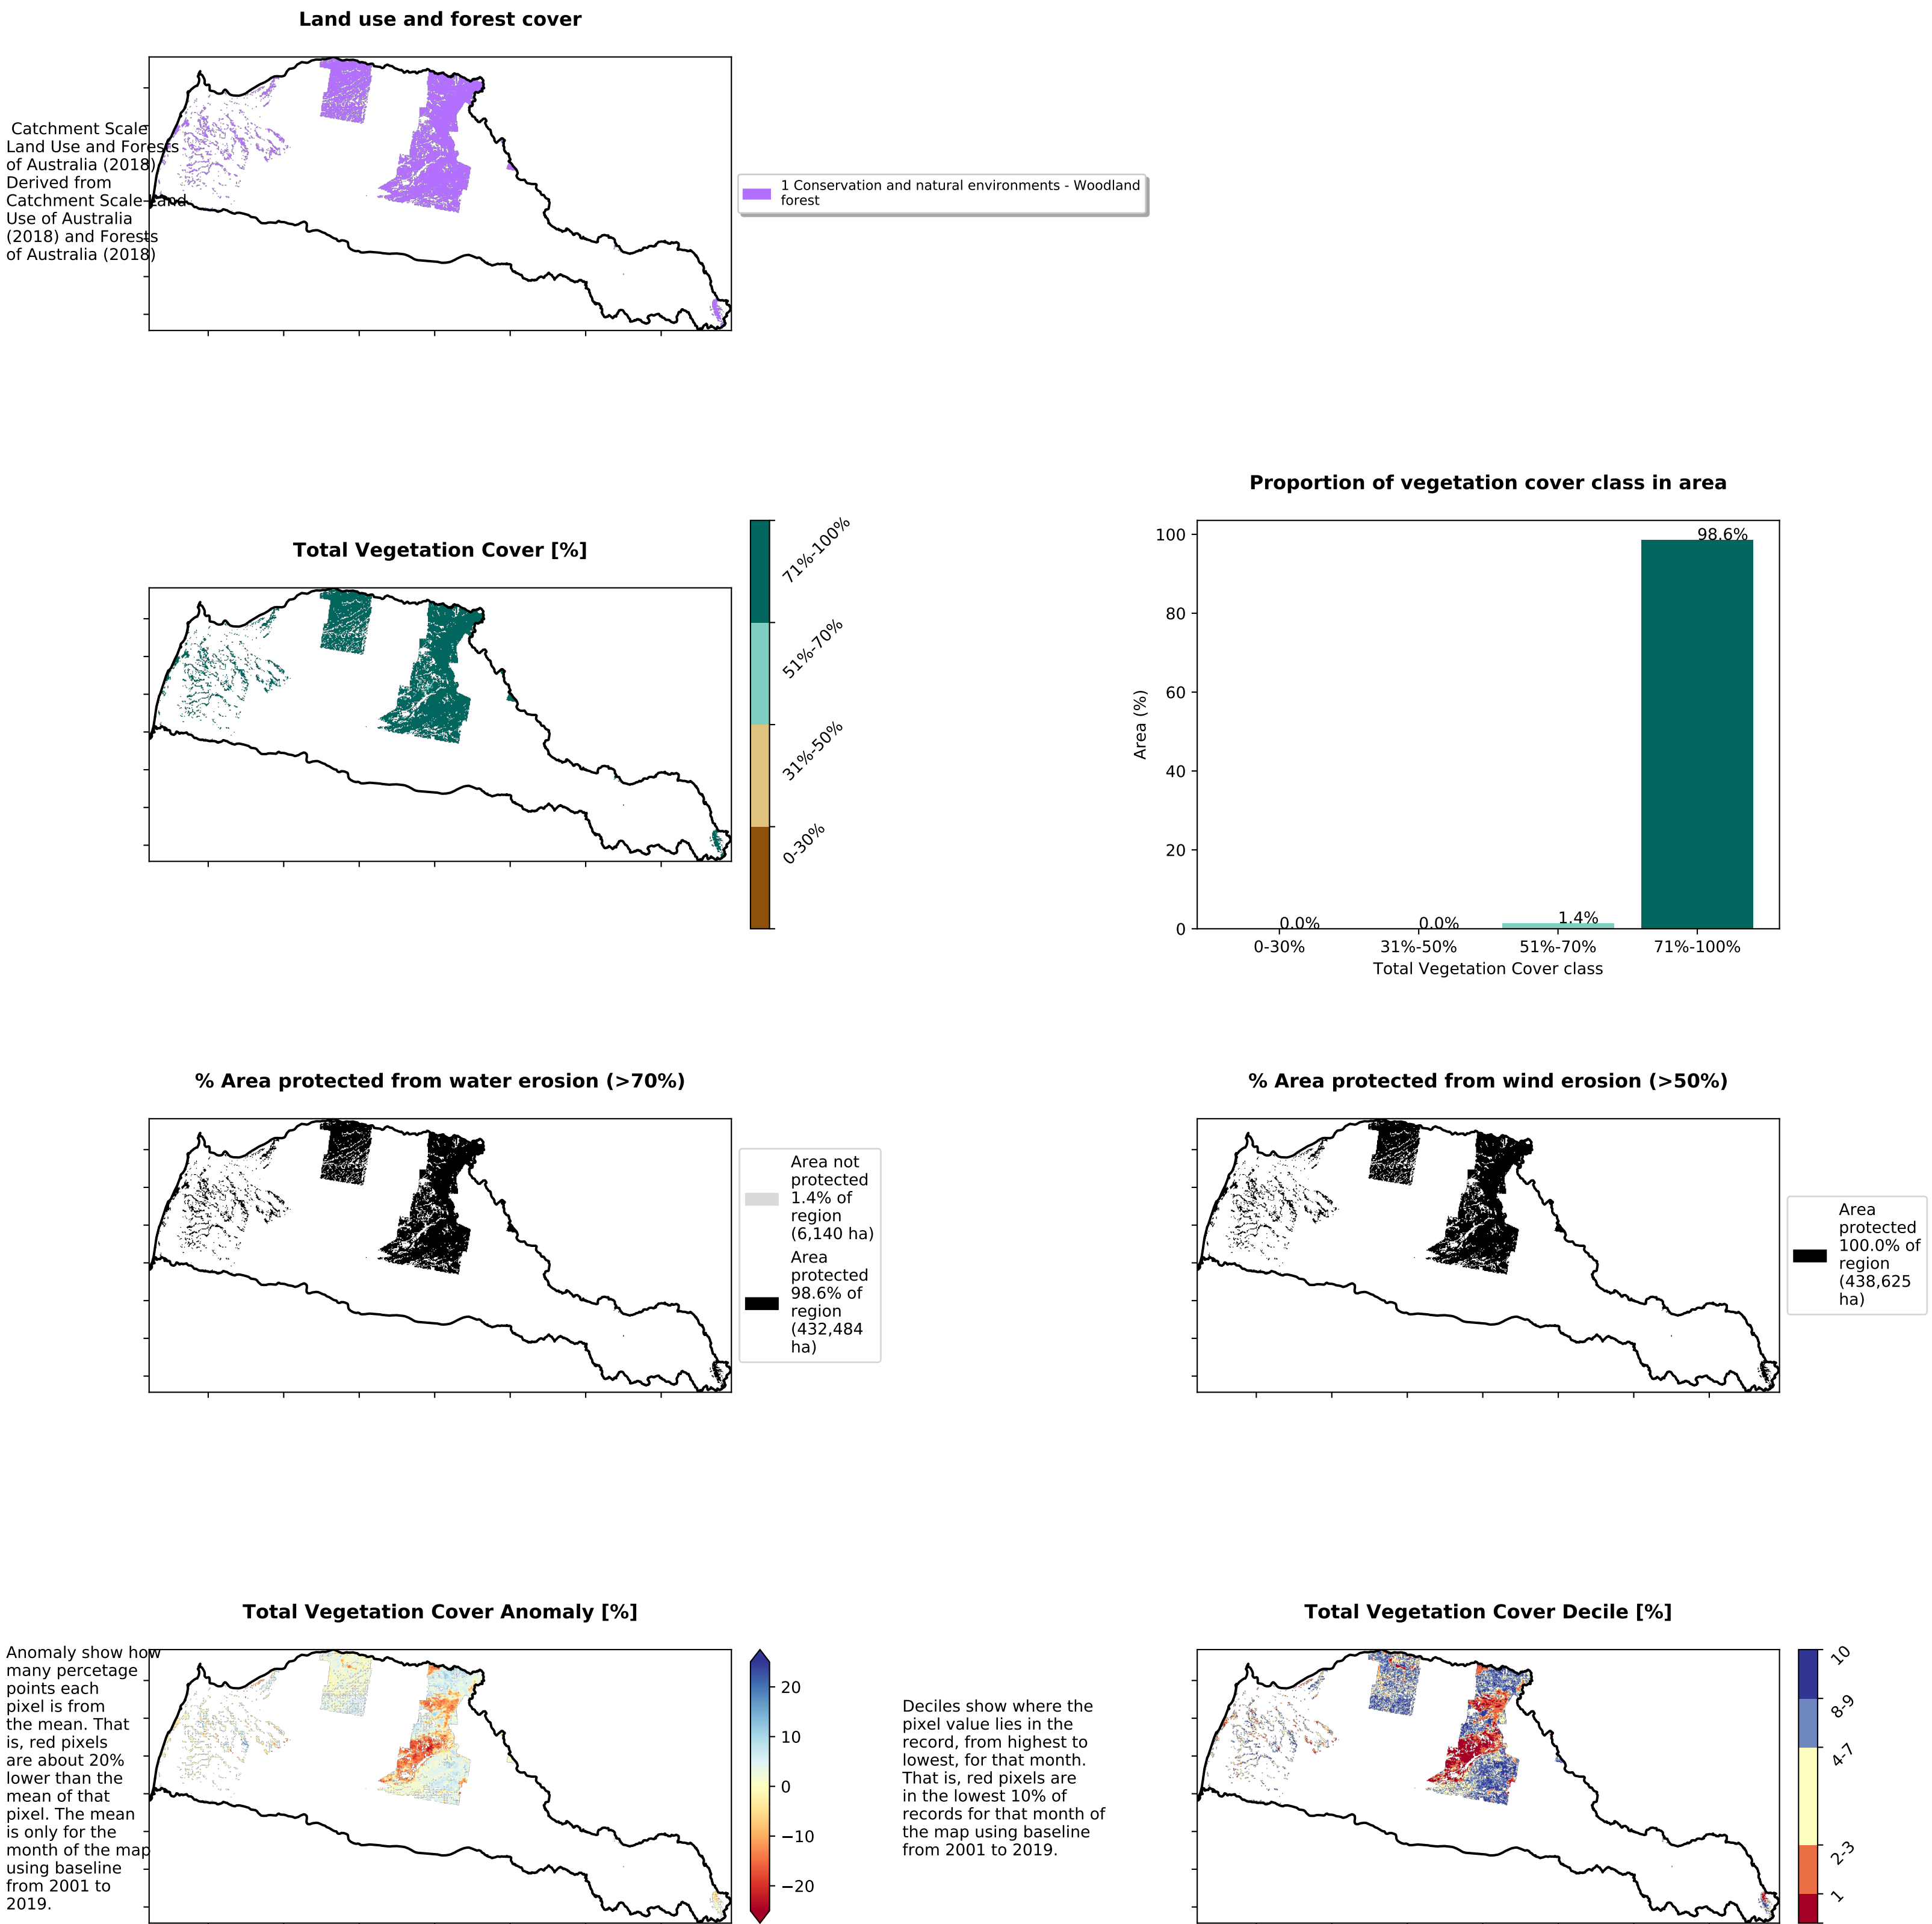 Land use and forest cover
Catchment Scale
Land Use and Forests
of Australia (2018)
Derived from
Catchment Scale Land
Use of Australia
(2018) and Forests
of Australia (2018)
1 Conservation and natural environments - Woodland
forest
Total Vegetation Cover [%]
71%-100%
51%-70%
31%-50%
0-30%
Proportion of vegetation cover class in area
Area (%)
100
80
60
40
20
0
0.0%
0.0%
1.4%
98.6%
0-30%
31%-50%
51%-70%
71%-100%
Total Vegetation Cover class
% Area protected from water erosion (>70%)
Area not
protected
1.4% of
region
(6,140 ha)
Area
protected
98.6% of
region
(432,484
ha)
% Area protected from wind erosion (>50%)
Area
protected
100.0% of
region
(438,625
ha)
Total Vegetation Cover Anomaly [%]
Anomaly show how
many percetage
points each
pixel is from
the mean. That
is, red pixels
are about 20%
lower than the
mean of that
pixel. The mean
is only for the
month of the map
using baseline
from 2001 to
2019.
20
10
0
−10
−20
Total Vegetation Cover Decile [%]
Deciles show where the
pixel value lies in the
record, from highest to
lowest, for that month.
That is, red pixels are
in the lowest 10% of
records for that month of
the map using baseline
from 2001 to 2019.
10
8-9
4-7
2-3
1